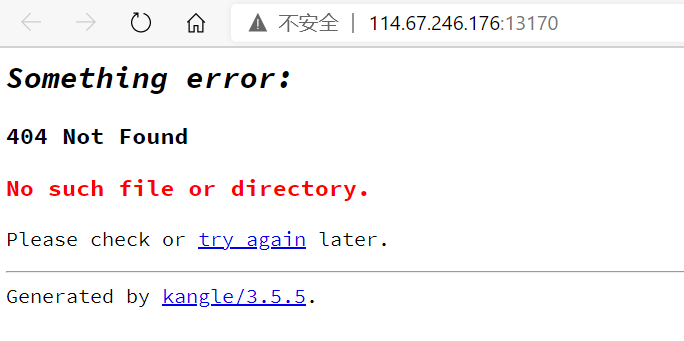 不安全 | 114.67.246.176:13170
Something error:
404 Not Found
No such file or directory.
Please check or try again later.
Generated by kangle/3.5.5.